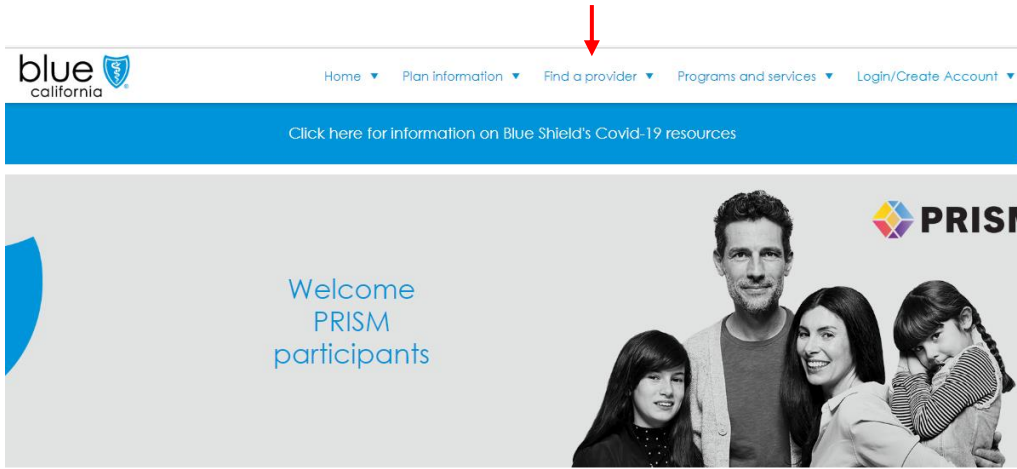 blue
california
Home ▼ Plan information ▼ Find a provider ▼ Programs and services ▼ Login/Create Account ▼
Click here for information on Blue Shield's Covid-19 resources
PRISM
Welcome
PRISM
participants